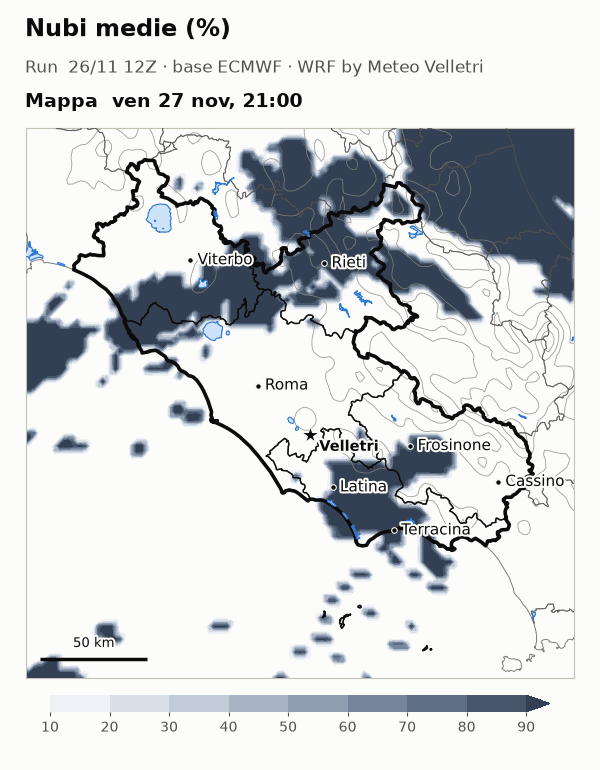 Nubi medie (%)
Run  26/11 12Z · base ECMWF · WRF by Meteo Velletri
Mappa  ven 27 nov, 21:00
Viterbo
Rieti
Roma
Velletri
Frosinone
Cassino
Latina
Terracina
50 km
10 20 30 40 50 60 70 80 90